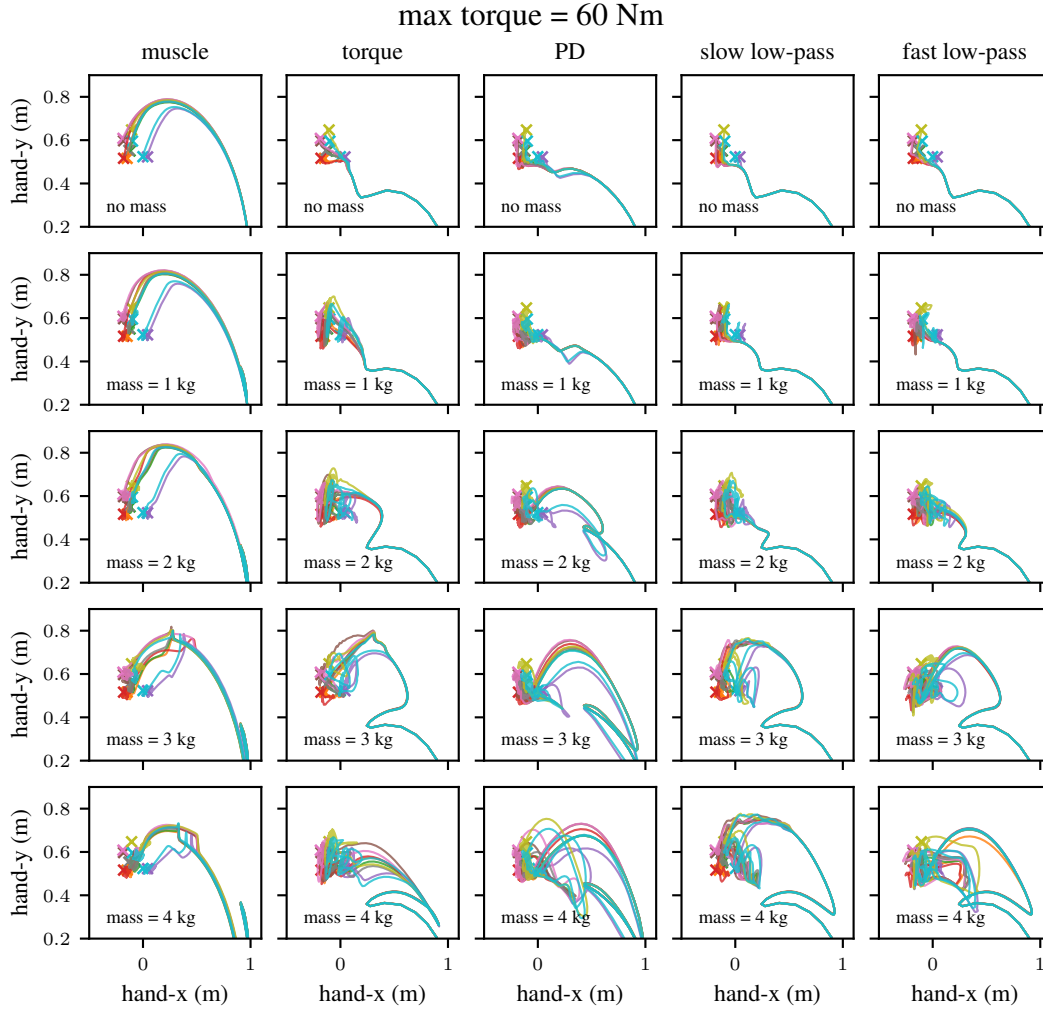 max torque = 60 Nm
muscle torque PD slow low-pass fast low-pass
hand-y (m)
0.8
0.6
0.4
0.2
no mass no mass no mass no mass no mass
hand-y (m)
0.8
0.6
0.4
0.2
mass = 1 kg mass = 1 kg mass = 1 kg mass = 1 kg mass = 1 kg
hand-y (m)
0.8
0.6
0.4
0.2
mass = 2 kg mass = 2 kg mass = 2 kg mass = 2 kg mass = 2 kg
hand-y (m)
0.8
0.6
0.4
0.2
mass = 3 kg mass = 3 kg mass = 3 kg mass = 3 kg mass = 3 kg
hand-y (m)
0.8
0.6
0.4
0.2
mass = 4 kg mass = 4 kg mass = 4 kg mass = 4 kg mass = 4 kg
0 1 0 1 0 1 0 1 0 1
hand-x (m) hand-x (m) hand-x (m) hand-x (m) hand-x (m)